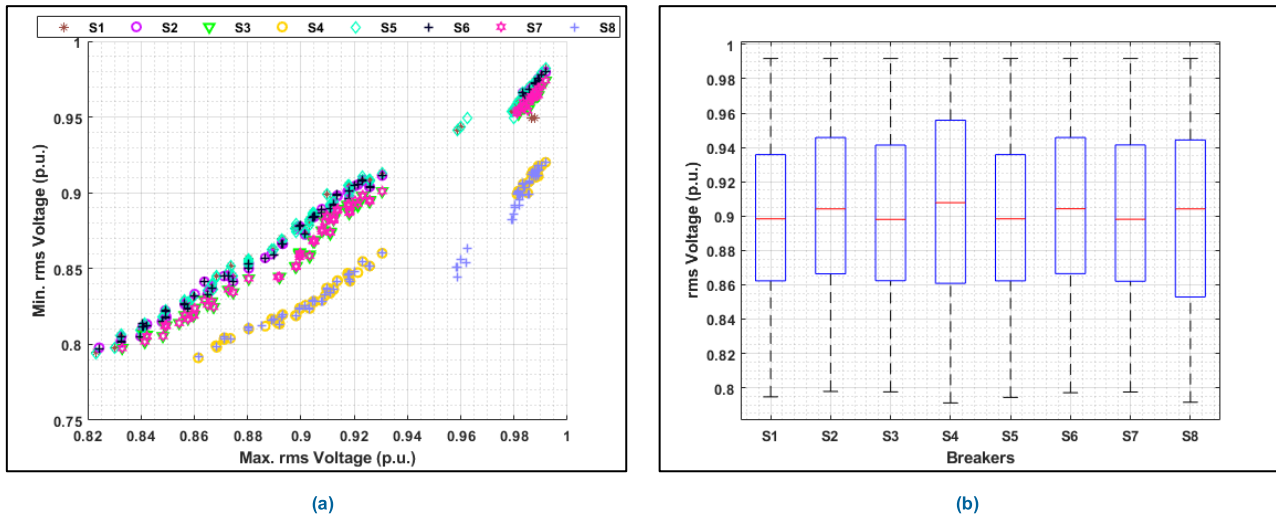 S1 S2 S3 S4 S5 S6 S7 S8
1
0.95
0.9
0.85
0.8
0.75
Min. rms Voltage (p.u.)
0.82 0.84 0.86 0.88 0.9 0.92 0.94 0.96 0.98 1
Max. rms Voltage (p.u.)
(a)
1
0.98
0.96
0.94
0.92
0.9
0.88
0.86
0.84
0.82
0.8
rms Voltage (p.u.)
S1 S2 S3 S4 S5 S6 S7 S8
Breakers
(b)